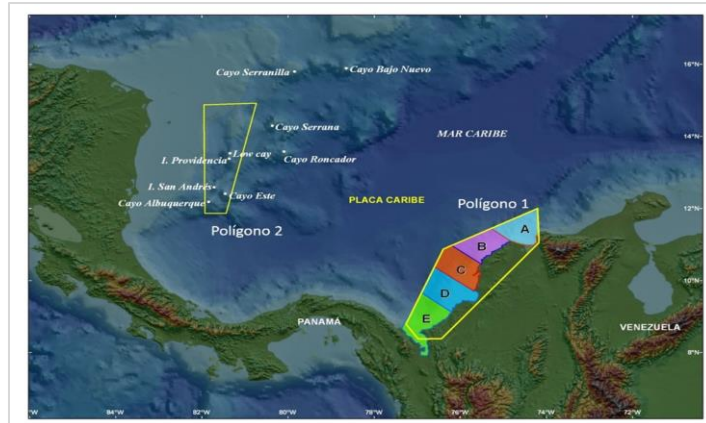 Cayo Serranilla
Cayo Bajo Nuevo
16°N
Cayo Serrana
MAR CARIBE
14°N
Low cay
I. Providencia
Cayo Roncador
I. San Andrés
Cayo Este
Cayo Albuquerque
PLACA CARIBE
Polígono 1
12°N
Polígono 2
A
B
C
D
E
PANAMÁ
VENEZUELA
8°N
84°W
82°W
80°W
78°W
76°W
74°W
72°W